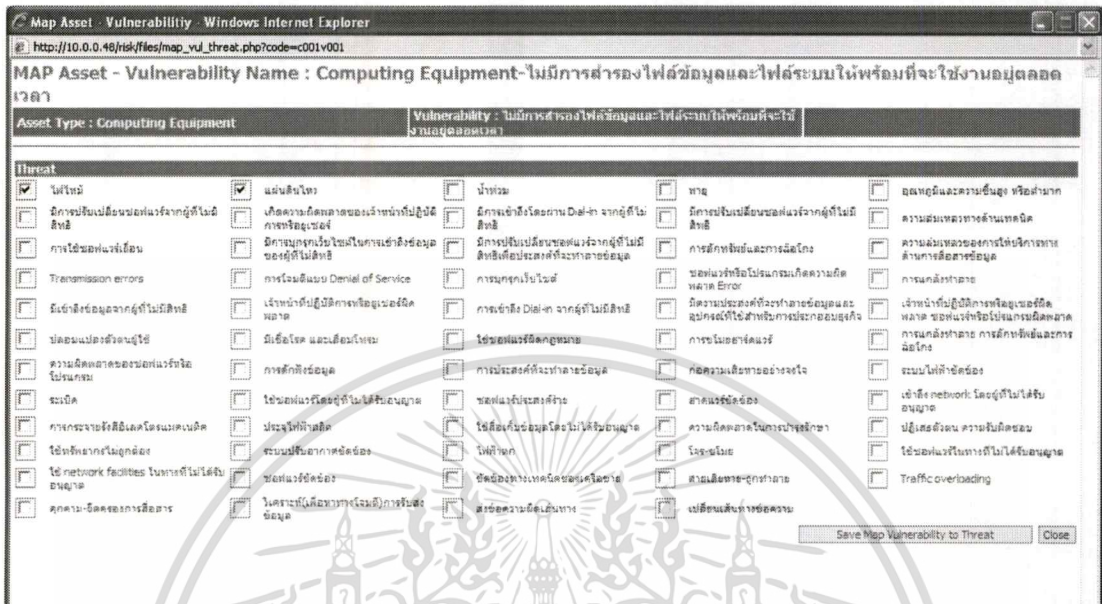 Map Asset - Vulnerabilitiy - Windows Internet Explorer
http://10.0.0.48/risk/files/map_vul_threat.php?code=c001v001
MAP Asset - Vulnerability Name : Computing Equipment-ไม่มีการสำรองไฟล์ข้อมูลและไฟล์ระบบให้พร้อมที่จะใช้งานอยู่ตลอด
เวลา
Asset Type : Computing Equipment
Vulnerability : ไม่มีการสำรองไฟล์ข้อมูลและไฟล์ระบบให้พร้อมที่จะใช้
งานอยู่ตลอดเวลา
Threat
ไฟไหม้ แผ่นดินไหว น้ำท่วม พายุ อุณหภูมิและความชื้นสูง หรือต่ำมาก
มีการปรับเปลี่ยนซอฟแวร์จากผู้ที่ไม่มี
สิทธิ
เกิดความผิดพลาดของเจ้าหน้าที่ปฏิบัติ
การหรือยูเซอร์
มีการเข้าถึงโดยผ่าน Dial-in จากผู้ที่ไม่
มีสิทธิ
มีการปรับเปลี่ยนซอฟแวร์จากผู้ที่ไม่มี
สิทธิ
ความล้มเหลวทางด้านเทคนิค
การใช้ซอฟแวร์เถื่อน
มีการบุกรุกเว็บไซต์ในการเข้าถึงข้อมูล
ของผู้ที่ไม่มีสิทธิ
มีการปรับเปลี่ยนซอฟแวร์จากผู้ที่ไม่มี
สิทธิเพื่อประสงค์ที่จะทำลายข้อมูล
การลักทรัพย์และการฉ้อโกง
ความล้มเหลวของการให้บริการทาง
ด้านการสื่อสารข้อมูล
Transmission errors
การโจมตีแบบ Denial of Service
การบุกรุกเว็บไซต์
ซอฟแวร์หรือโปรแกรมเกิดความผิด
พลาด Error
การแกล้งทำลาย
มีเข้าถึงข้อมูลจากผู้ที่ไม่มีสิทธิ
เจ้าหน้าที่ปฏิบัติการหรือยูเซอร์ผิด
พลาด
การเข้าถึง Dial-in จากผู้ที่ไม่มีสิทธิ
มีความประสงค์ที่จะทำลายข้อมูลและ
อุปกรณ์ที่ใช้สำหรับการประกอบธุรกิจ
เจ้าหน้าที่ปฏิบัติการหรือยูเซอร์ผิด
พลาด ซอฟแวร์หรือโปรแกรมผิดพลาด
ปลอมแปลงตัวตนผู้ใช้
มีเชื้อโรค และเสื่อมโทรม
ใช้ซอฟแวร์ผิดกฎหมาย
การขโมยฮาร์ดแวร์
การแกล้งทำลาย การลักทรัพย์และการ
ฉ้อโกง
ความผิดพลาดของซอฟแวร์หรือ
โปรแกรม
การดักฟังข้อมูล
การประสงค์ที่จะทำลายข้อมูล
ก่อความเสียหายอย่างจงใจ
ระบบไฟฟ้าขัดข้อง
ระเบิด
ใช้ซอฟแวร์โดยผู้ที่ไม่ได้รับอนุญาต
ซอฟแวร์ประสงค์ร้าย
ฮาดแวร์ขัดข้อง
เข้าถึง network โดยผู้ที่ไม่ได้รับ
อนุญาต
การกระจายรังสีอิเลคโตรแมคเนติค
ประจุไฟฟ้าสถิต
ใช้สื่อเก็บข้อมูลโดยไม่ได้รับอนุญาต
ความผิดพลาดในการบำรุงรักษา
ปฏิเสธตัวตน ความรับผิดชอบ
ใช้ทรัพยากรไม่ถูกต้อง
ระบบปรับอากาศขัดข้อง
ไฟฟ้าตก
โจร-ขโมย
ใช้ซอฟแวร์ในทางที่ไม่ได้รับอนุญาต
ใช้ network facilities ในทางที่ไม่ได้รับ
อนุญาต
ซอฟแวร์ขัดข้อง
ขัดข้องทางเทคนิคของเครือข่าย
สายเสียหาย-ถูกทำลาย
Traffic overloading
คุกคาม-ยึดครองการสื่อสาร
วิเคราะห์(เพื่อหาทางโจมตี)การรับส่ง
ข้อมูล
ส่งข้อความผิดเส้นทาง
เปลี่ยนเส้นทางข้อความ
Save Map Vulnerability to Threat Close